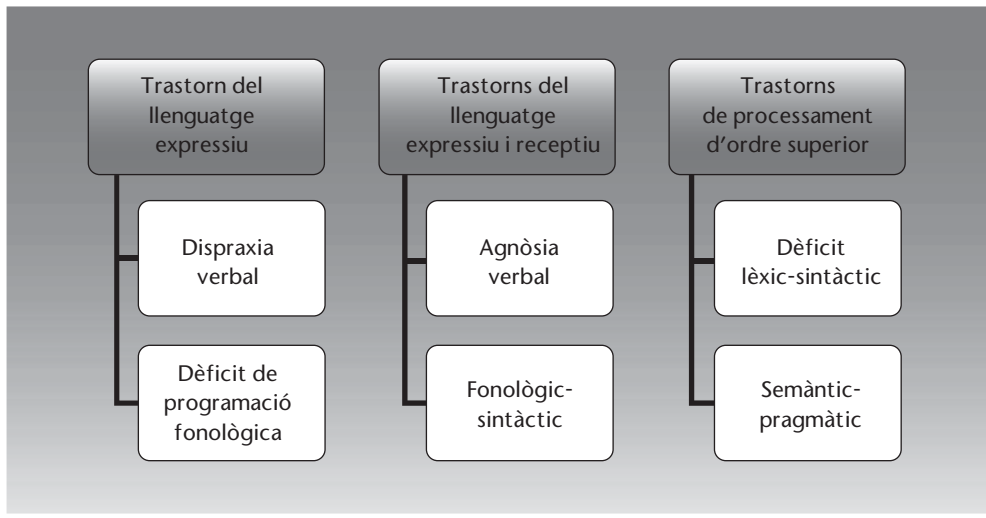 Trastorn del
llenguatge
expressiu
Dispraxia
verbal
Dèficit de
programació
fonològica
Trastorns del
llenguatge
expressiu i receptiu
Agnòsia
verbal
Fonològic-
sintàctic
Trastorns
de processament
d'ordre superior
Dèficit
lèxic-sintàctic
Semàntic-
pragmàtic